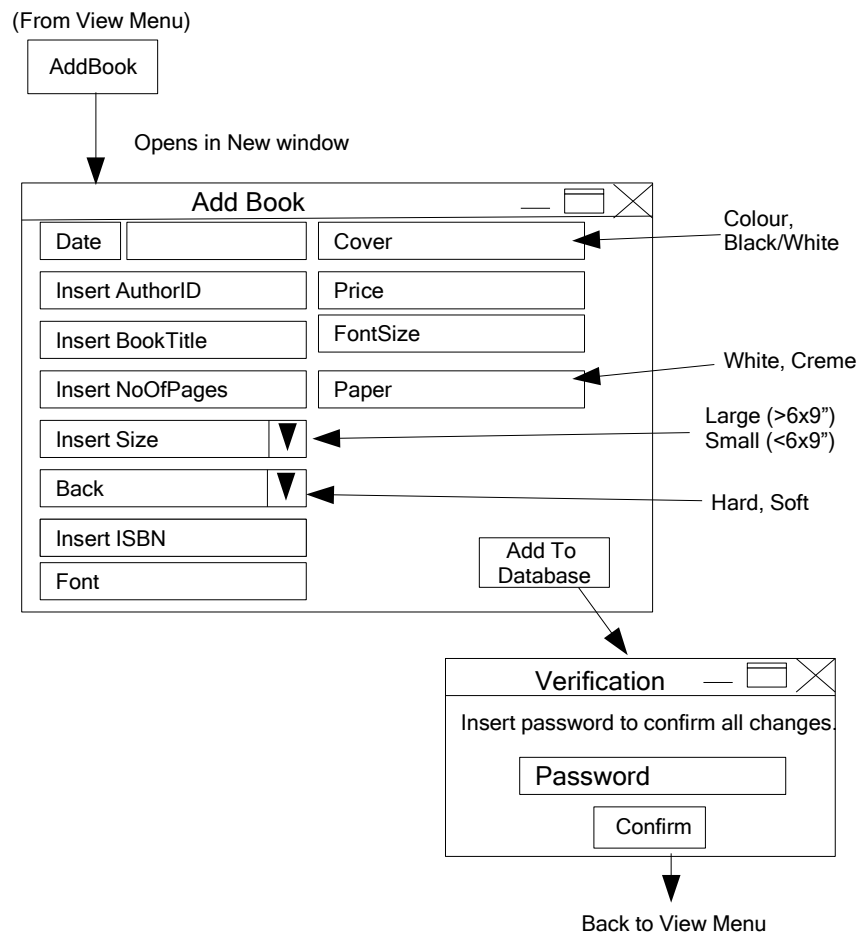 (From View Menu)
AddBook
Opens in New window
Add Book
Date
Cover
Colour,
Black/White
Insert AuthorID
Price
Insert BookTitle
FontSize
Insert NoOfPages
Paper
White, Creme
Insert Size
Large (>6x9”)
Small (<6x9”)
Back
Hard, Soft
Insert ISBN
Font
Add To
Database
Verification
Insert password to confirm all changes.
Password
Confirm
Back to View Menu